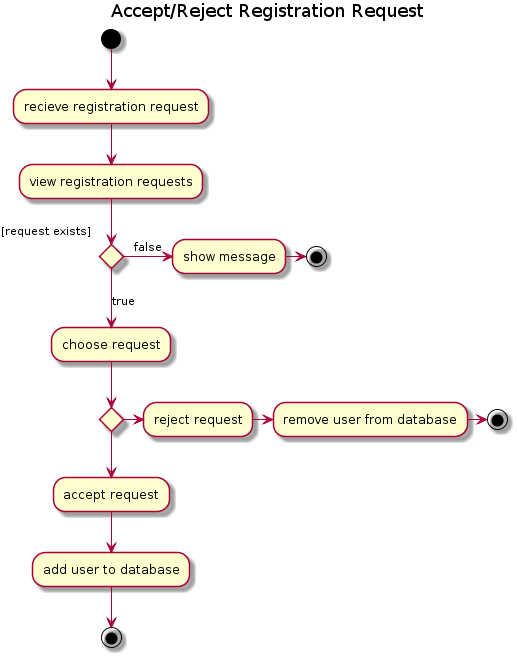 Accept/Reject Registration Request
recieve registration request
view registration requests
[request exists]
false
show message
true
choose request
reject request
remove user from database
accept request
add user to database